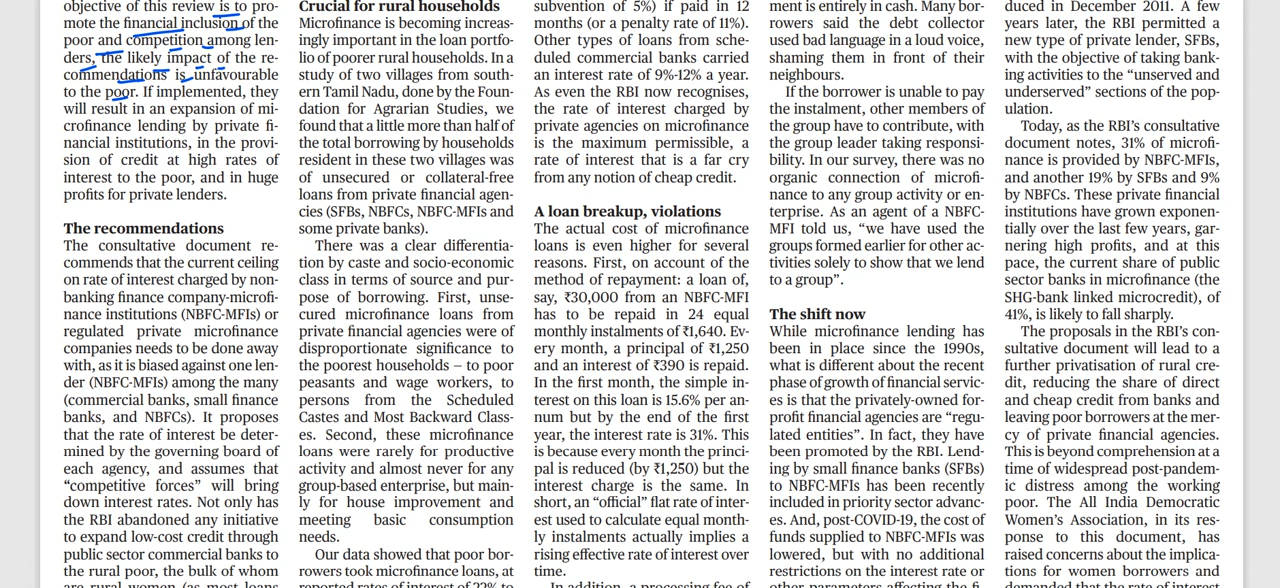 objective of this review is to pro-
mote the financial inclusion of the
poor and competition among len-
ders, the likely impact of the re-
commendations is unfavourable
to the poor. If implemented, they
will result in an expansion of mi-
crofinance lending by private fi-
nancial institutions, in the provi-
sion of credit at high rates of
interest to the poor, and in huge
profits for private lenders.
The recommendations
The consultative document re-
commends that the current ceiling
on rate of interest charged by non-
banking finance company-microfi-
nance institutions (NBFC-MFIs) or
regulated private microfinance
companies needs to be done away
with, as it is biased against one len-
der (NBFC-MFIs) among the many
(commercial banks, small finance
banks, and NBFCs). It proposes
that the rate of interest be deter-
mined by the governing board of
each agency, and assumes that
“competitive forces” will bring
down interest rates. Not only has
the RBI abandoned any initiative
to expand low-cost credit through
public sector commercial banks to
the rural poor, the bulk of whom
are rural women (as most loans
Crucial for rural households
Microfinance is becoming increas-
ingly important in the loan portfo-
lio of poorer rural households. In a
study of two villages from south-
ern Tamil Nadu, done by the Foun-
dation for Agrarian Studies, we
found that a little more than half of
the total borrowing by households
resident in these two villages was
of unsecured or collateral-free
loans from private financial agen-
cies (SFBs, NBFCs, NBFC-MFIs and
some private banks).
There was a clear differentia-
tion by caste and socio-economic
class in terms of source and pur-
pose of borrowing. First, unse-
cured microfinance loans from
private financial agencies were of
disproportionate significance to
the poorest households – to poor
peasants and wage workers, to
persons from the Scheduled
Castes and Most Backward Class-
es. Second, these microfinance
loans were rarely for productive
activity and almost never for any
group-based enterprise, but main-
ly for house improvement and
meeting basic consumption
needs.
Our data showed that poor bor-
rowers took microfinance loans, at
reported rates of interest of 22% to
subvention of 5%) if paid in 12
months (or a penalty rate of 11%).
Other types of loans from sche-
duled commercial banks carried
an interest rate of 9%-12% a year.
As even the RBI now recognises,
the rate of interest charged by
private agencies on microfinance
is the maximum permissible, a
rate of interest that is a far cry
from any notion of cheap credit.
A loan breakup, violations
The actual cost of microfinance
loans is even higher for several
reasons. First, on account of the
method of repayment: a loan of,
say, ₹30,000 from an NBFC-MFI
has to be repaid in 24 equal
monthly instalments of ₹1,640. Ev-
ery month, a principal of ₹1,250
and an interest of ₹390 is repaid.
In the first month, the simple in-
terest on this loan is 15.6% per an-
num but by the end of the first
year, the interest rate is 31%. This
is because every month the princi-
pal is reduced (by ₹1,250) but the
interest charge is the same. In
short, an “official” flat rate of inter-
est used to calculate equal month-
ly instalments actually implies a
rising effective rate of interest over
time.
In addition, a processing fee of
ment is entirely in cash. Many bor-
rowers said the debt collector
used bad language in a loud voice,
shaming them in front of their
neighbours.
If the borrower is unable to pay
the instalment, other members of
the group have to contribute, with
the group leader taking responsi-
bility. In our survey, there was no
organic connection of microfi-
nance to any group activity or en-
terprise. As an agent of a NBFC-
MFI told us, “we have used the
groups formed earlier for other ac-
tivities solely to show that we lend
to a group”.
The shift now
While microfinance lending has
been in place since the 1990s,
what is different about the recent
phase of growth of financial servic-
es is that the privately-owned for-
profit financial agencies are “regu-
lated entities”. In fact, they have
been promoted by the RBI. Lend-
ing by small finance banks (SFBs)
to NBFC-MFIs has been recently
included in priority sector advanc-
es. And, post-COVID-19, the cost of
funds supplied to NBFC-MFIs was
lowered, but with no additional
restrictions on the interest rate or
other parameters affecting the fi-
duced in December 2011. A few
years later, the RBI permitted a
new type of private lender, SFBs,
with the objective of taking bank-
ing activities to the “unserved and
underserved” sections of the pop-
ulation.
Today, as the RBI’s consultative
document notes, 31% of microfi-
nance is provided by NBFC-MFIs,
and another 19% by SFBs and 9%
by NBFCs. These private financial
institutions have grown exponen-
tially over the last few years, gar-
nering high profits, and at this
pace, the current share of public
sector banks in microfinance (the
SHG-bank linked microcredit), of
41%, is likely to fall sharply.
The proposals in the RBI’s con-
sultative document will lead to a
further privatisation of rural cre-
dit, reducing the share of direct
and cheap credit from banks and
leaving poor borrowers at the mer-
cy of private financial agencies.
This is beyond comprehension at a
time of widespread post-pandem-
ic distress among the working
poor. The All India Democratic
Women’s Association, in its res-
ponse to this document, has
raised concerns about the implica-
tions for women borrowers and
demanded that the rate of interest